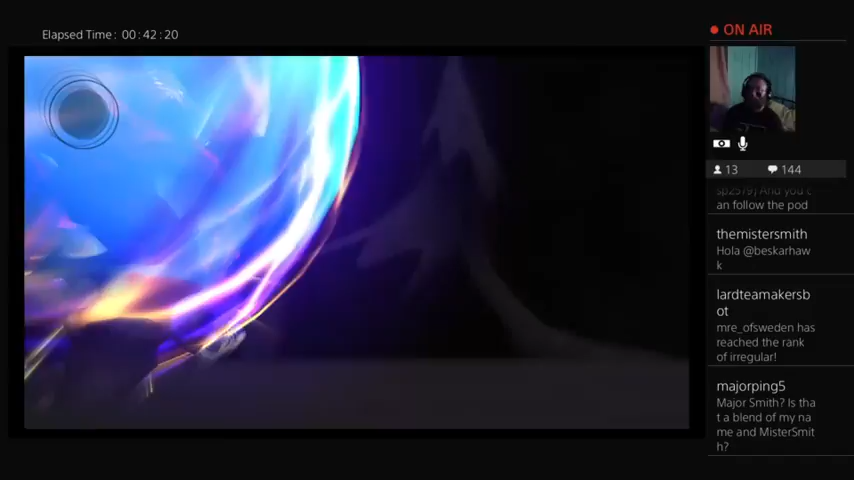 Elapsed Time: 00:42:20
ON AIR
13 144
sp2579] And you c
an follow the pod
themistersmith
Hola @beskarhaw
k
lardteamakersb
ot
mre_ofsweden has
reached the rank
of irregular!
majorping5
Major Smith? Is tha
t a blend of my na
me and MisterSmit
h?